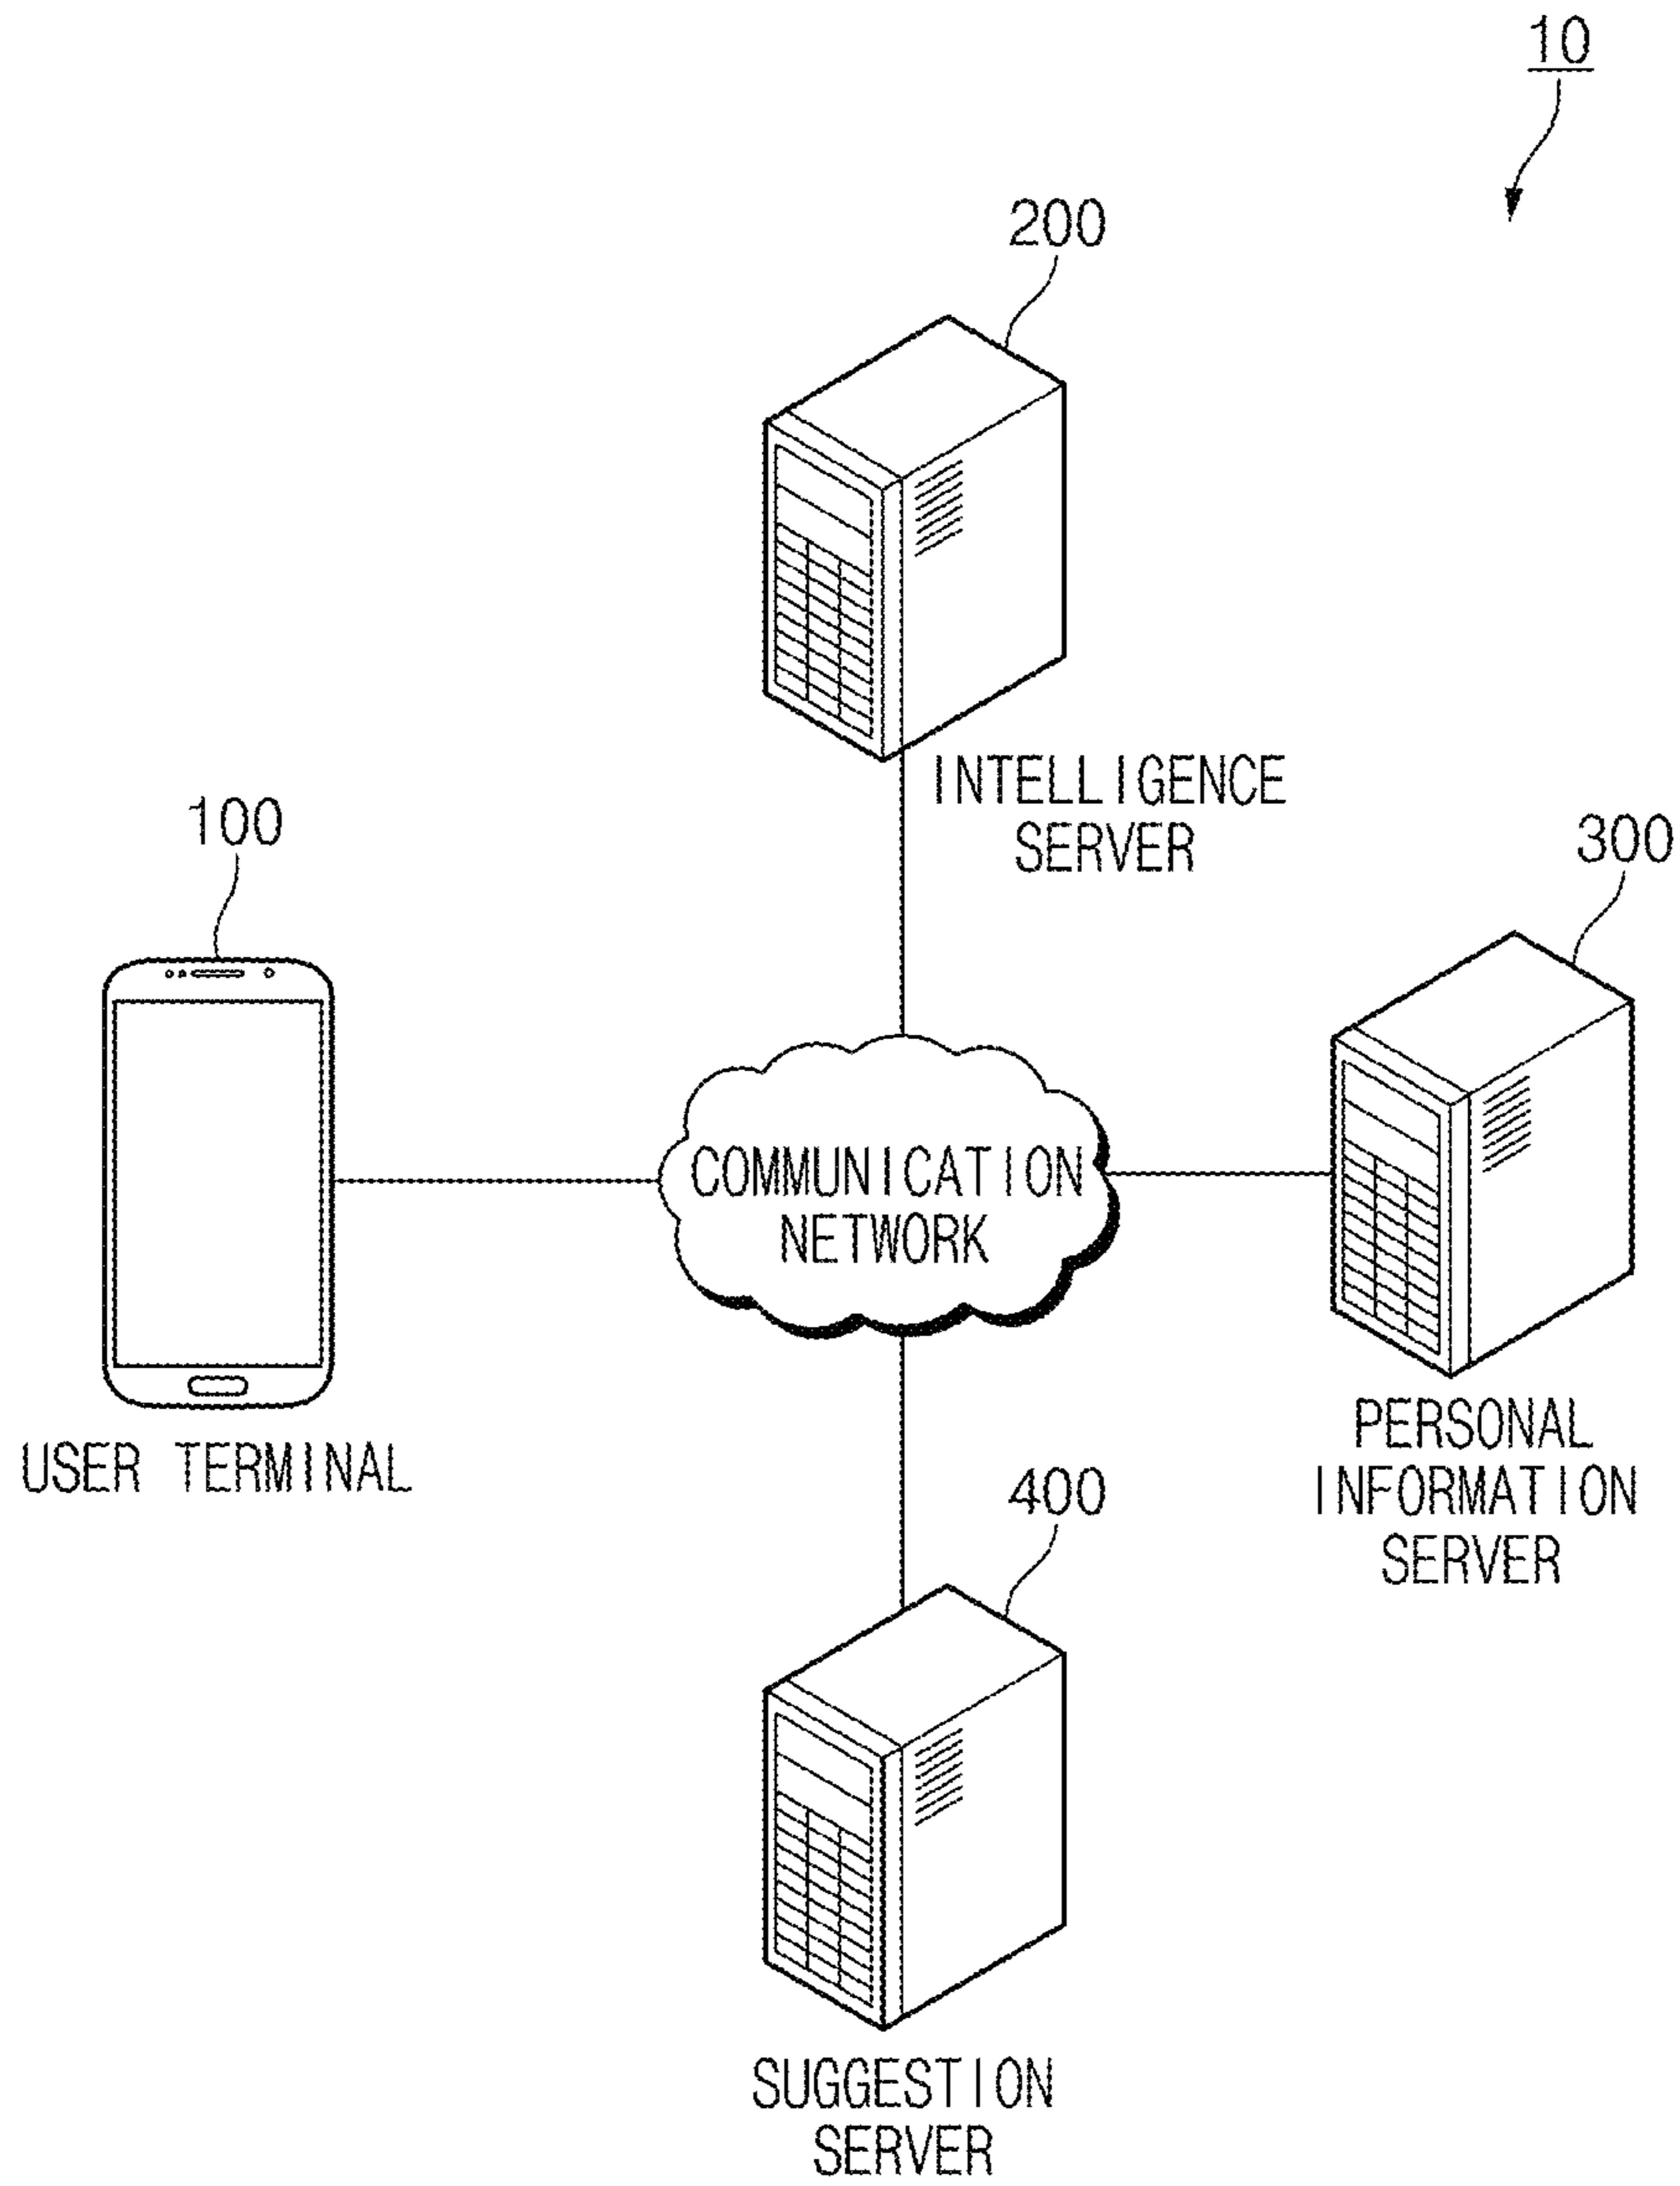 10
200
INTELLIGENCE
SERVER
100
300
COMMUNICATION
NETWORK
USER TERMINAL
PERSONAL
INFORMATION
SERVER
400
SUGGESTION
SERVER